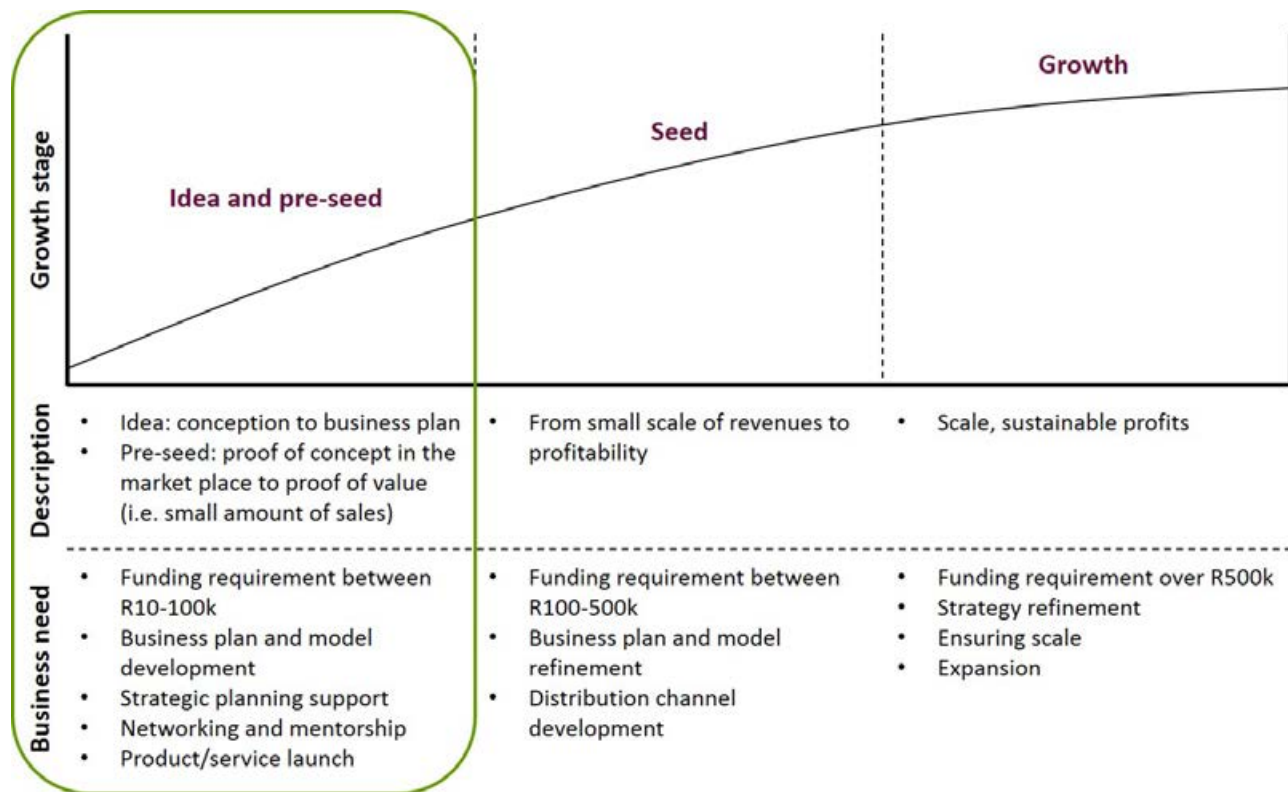 Growth stage
Idea and pre-seed
Seed
Growth
Description
• Idea: conception to business plan
• Pre-seed: proof of concept in the
market place to proof of value
(i.e. small amount of sales)
• From small scale of revenues to
profitability
• Scale, sustainable profits
Business need
• Funding requirement between
R10-100k
• Business plan and model
development
• Strategic planning support
• Networking and mentorship
• Product/service launch
• Funding requirement between
R100-500k
• Business plan and model
refinement
• Distribution channel
development
• Funding requirement over R500k
• Strategy refinement
• Ensuring scale
• Expansion